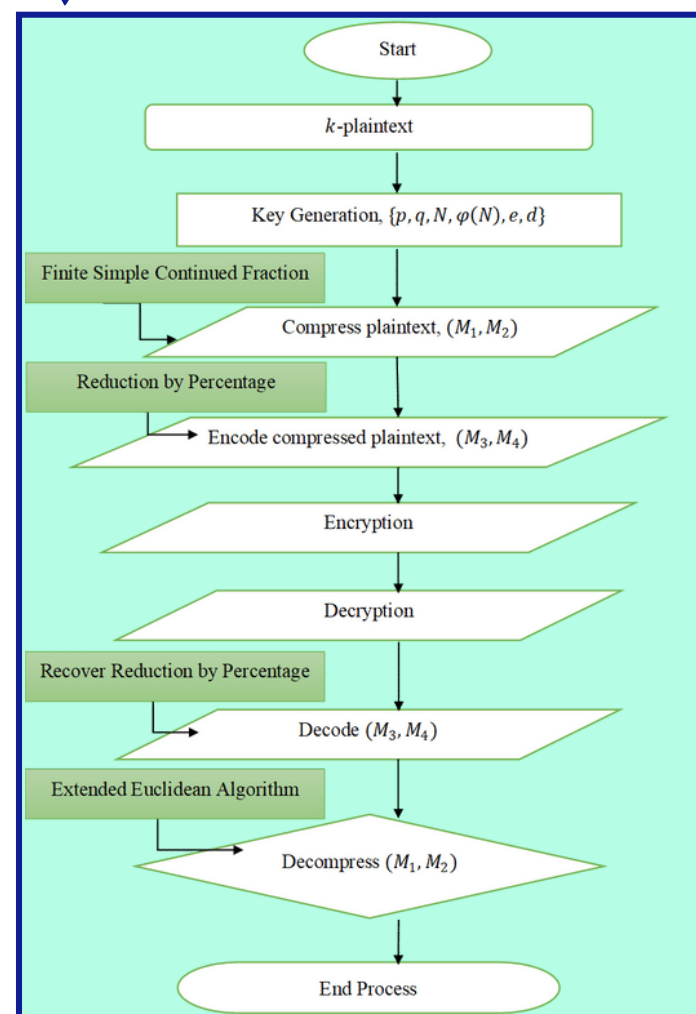 Start
k-plaintext
Key Generation, {p, q, N, φ(N), e, d}
Finite Simple Continued Fraction
Compress plaintext, (M₁, M₂)
Reduction by Percentage
Encode compressed plaintext, (M₃, M₄)
Encryption
Decryption
Recover Reduction by Percentage
Decode (M₃, M₄)
Extended Euclidean Algorithm
Decompress (M₁, M₂)
End Process